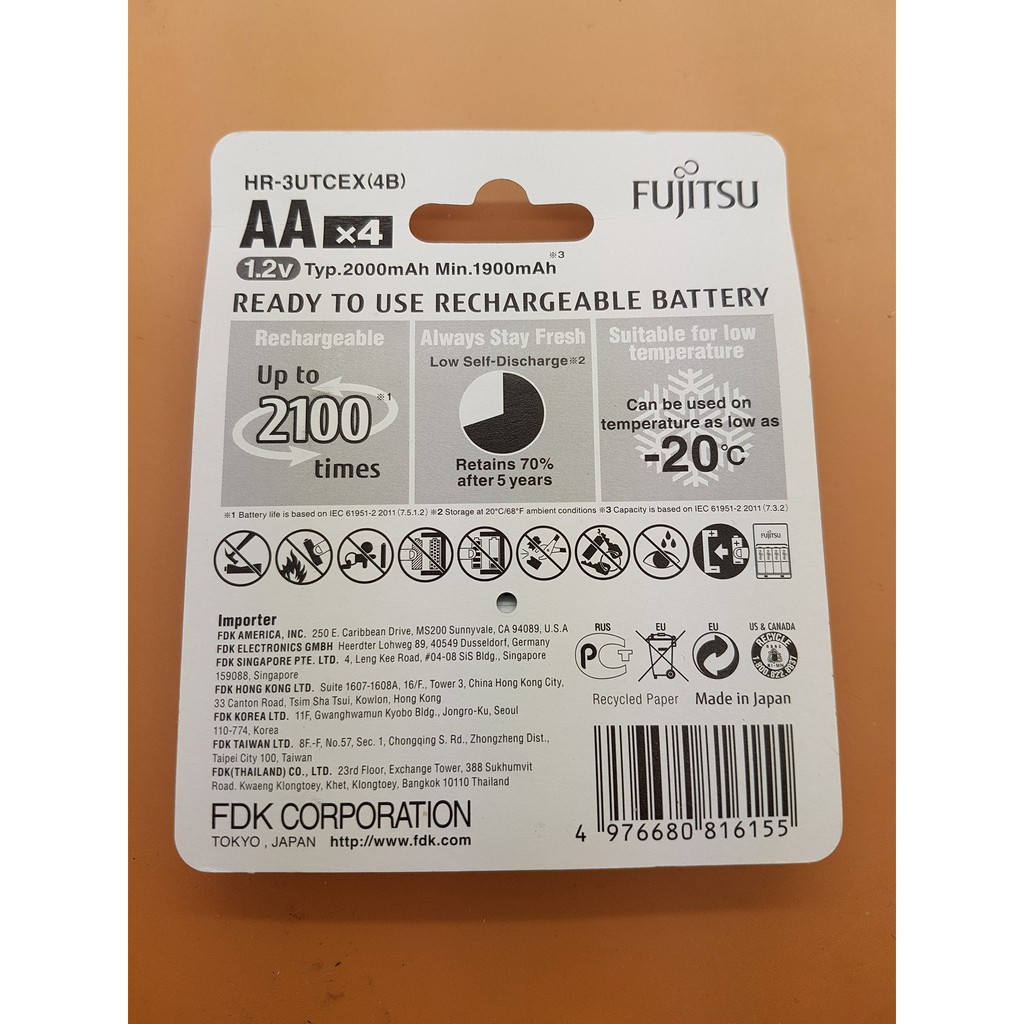 HR-3UTCEX(4B)
FUJITSU
AA ×4
1.2v Typ.2000mAh Min.1900mAh※3
READY TO USE RECHARGEABLE BATTERY
Rechargeable
Up to
2100※1
times
Always Stay Fresh
Low Self-Discharge※2
Retains 70%
after 5 years
Suitable for low
temperature
Can be used on
temperature as low as
-20℃
※1 Battery life is based on IEC 61951-2 2011 (7.5.1.2) ※2 Storage at 20°C/68°F ambient conditions ※3 Capacity is based on IEC 61951-2 2011 (7.3.2)
FUJITSU
Importer
FDK AMERICA, INC. 250 E. Caribbean Drive, MS200 Sunnyvale, CA 94089, U.S.A
FDK ELECTRONICS GMBH Heerdter Lohweg 89, 40549 Dusseldorf, Germany
FDK SINGAPORE PTE. LTD. 4, Leng Kee Road, #04-08 SiS Bldg., Singapore
159088, Singapore
FDK HONG KONG LTD. Suite 1607-1608A, 16/F., Tower 3, China Hong Kong City,
33 Canton Road, Tsim Sha Tsui, Kowlon, Hong Kong
FDK KOREA LTD. 11F, Gwanghwamun Kyobo Bldg., Jongro-Ku, Seoul
110-774, Korea
FDK TAIWAN LTD. 8F.-F, No.57, Sec. 1, Chongqing S. Rd., Zhongzheng Dist.,
Taipei City 100, Taiwan
FDK(THAILAND) CO., LTD. 23rd Floor, Exchange Tower, 388 Sukhumvit
Road. Kwaeng Klongtoey, Khet, Klongtoey, Bangkok 10110 Thailand
FDK CORPORATION
TOKYO , JAPAN http://www.fdk.com
RUS
EU
EU
US & CANADA
PCT
RECYCLE
1.800.822.8837
Recycled Paper
Made in Japan
4 976680 816155